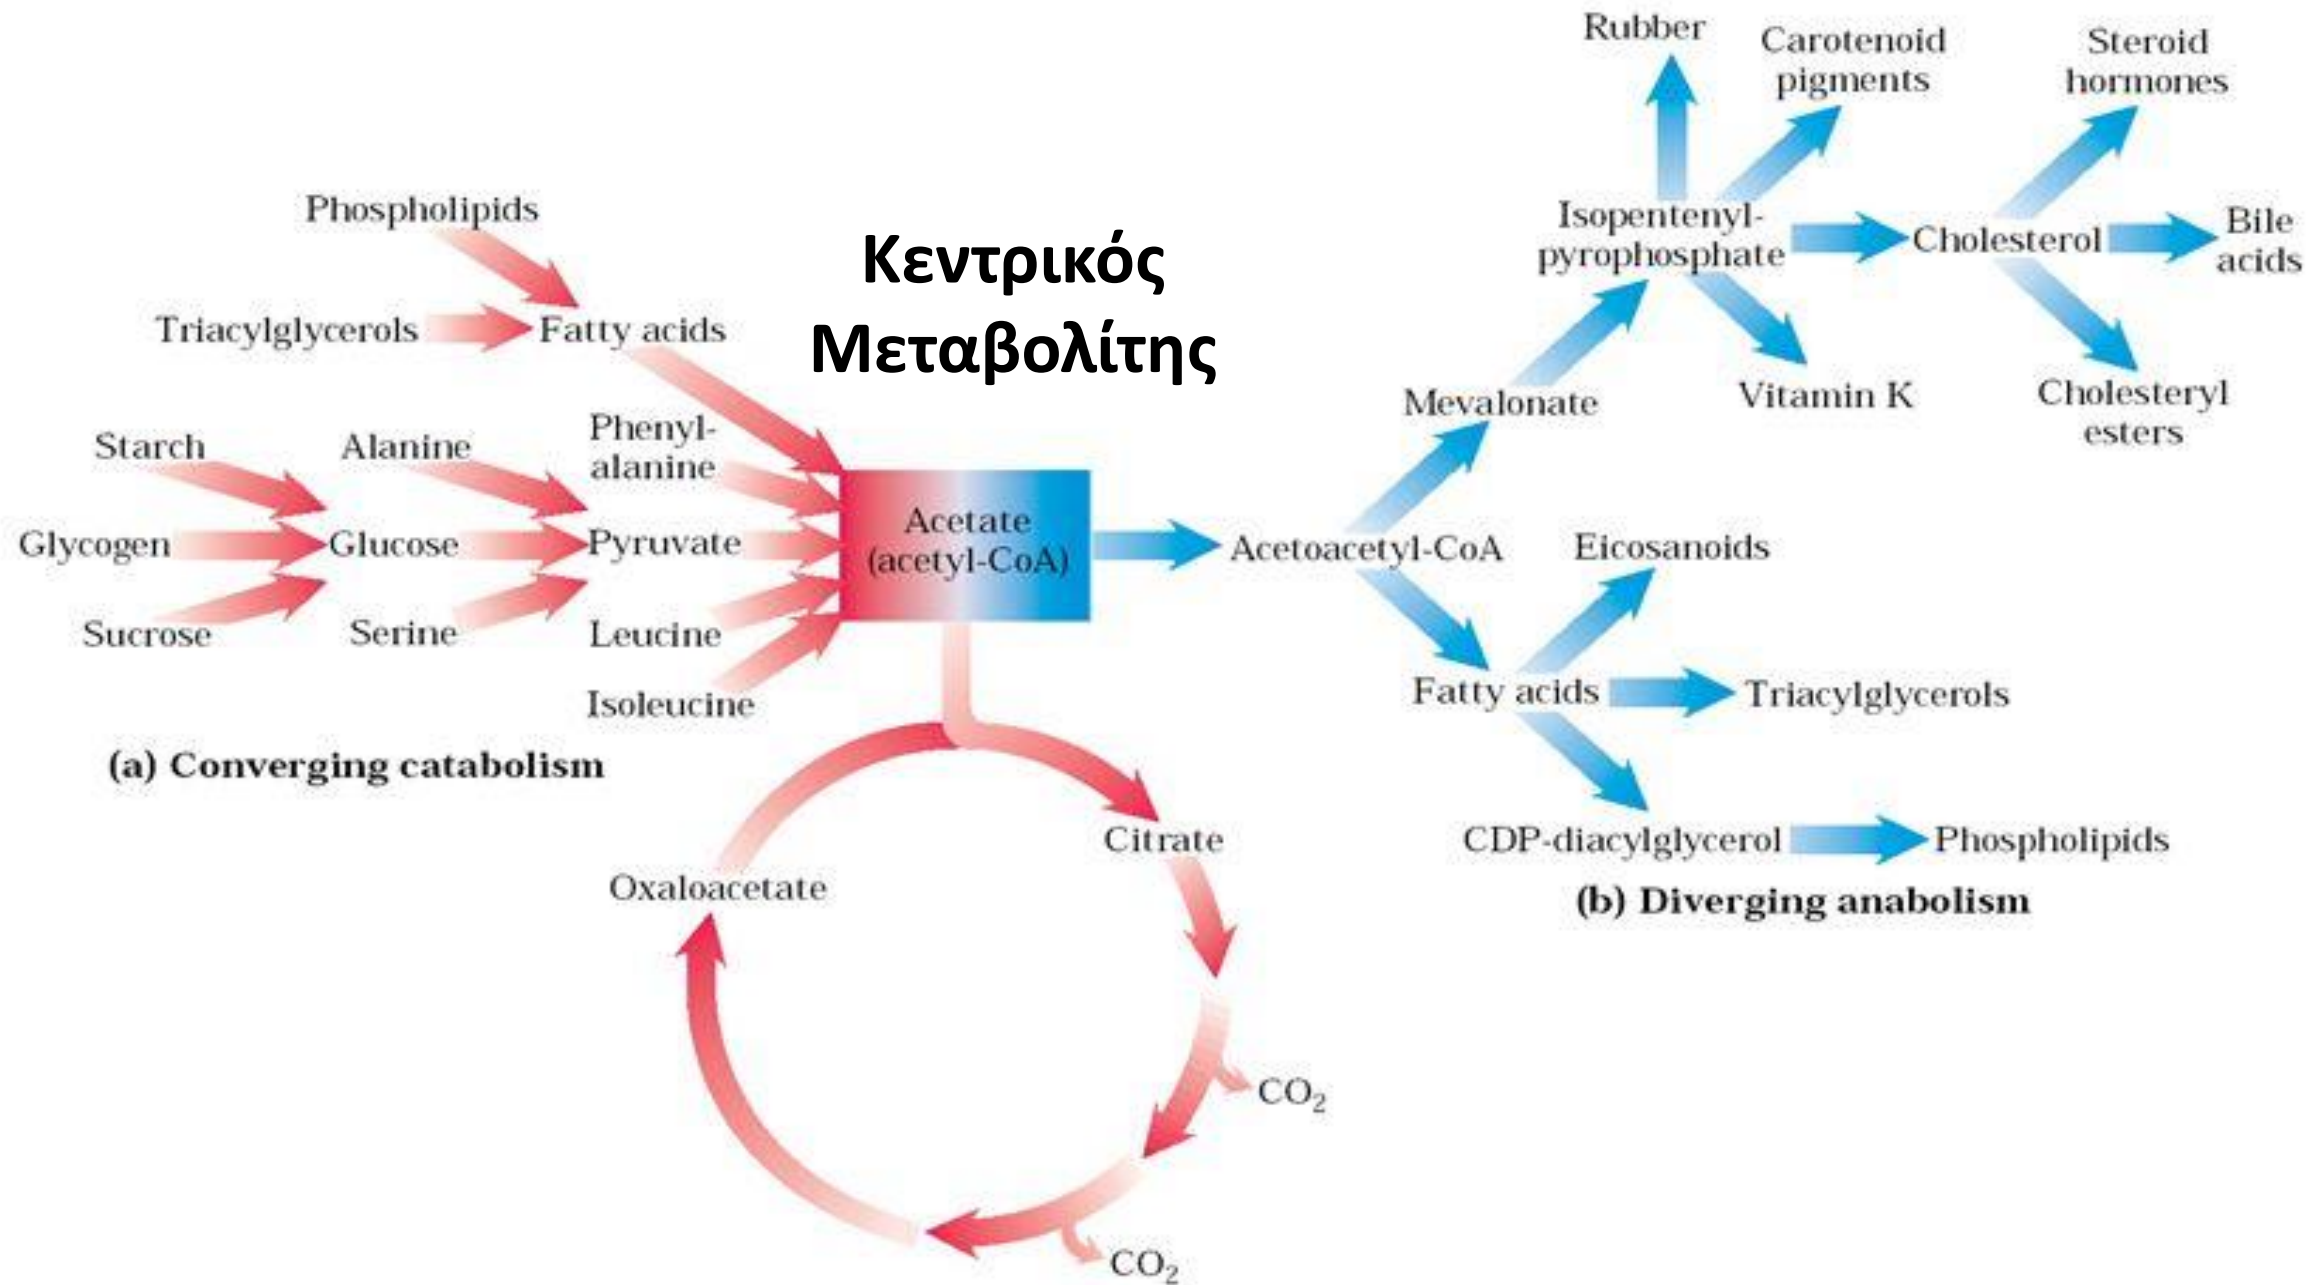 Rubber
Carotenoid
pigments
Steroid
hormones
Phospholipids
Κεντρικός
Μεταβολίτης
Isopentenyl-
pyrophosphate
Cholesterol
Bile
acids
Triacylglycerols
Fatty acids
Mevalonate
Vitamin K
Cholesteryl
esters
Starch
Alanine
Phenyl-
alanine
Glycogen
Glucose
Pyruvate
Acetate
(acetyl-CoA)
Acetoacetyl-CoA
Eicosanoids
Sucrose
Serine
Leucine
Isoleucine
Fatty acids
Triacylglycerols
(a) Converging catabolism
Citrate
CDP-diacylglycerol
Phospholipids
Oxaloacetate
(b) Diverging anabolism
CO₂
CO₂